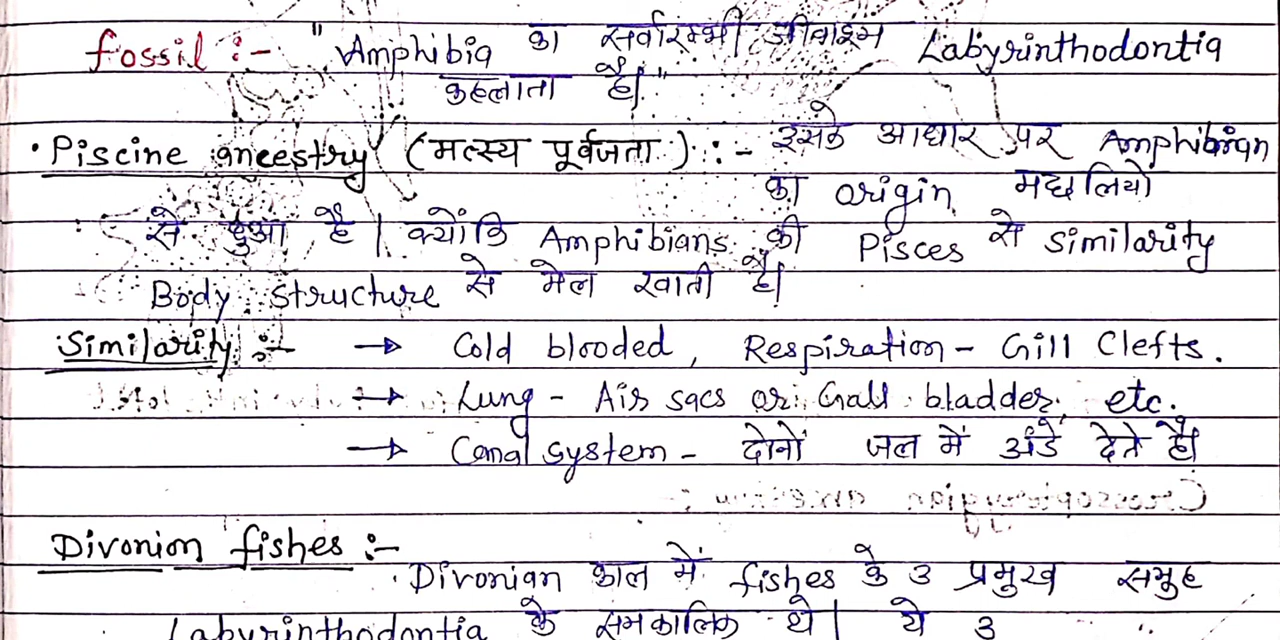 fossil :- "Amphibia का सर्वारम्भी जीवाश्म Labyrinthodontia
कहलाता है।"
• Piscine ancestry (मत्स्य पूर्वजता) :- इसके आधार पर Amphibian
का origin मछलियों
से हुआ है। क्योंकि Amphibians की Pisces से similarity
Body structure से मेल खाती है।
Similarity :- → Cold blooded, Respiration - Gill Clefts.
→ Lung - Air sacs or Gall bladder etc.
→ Canal system - दोनों जल में अंडे देते है।
Divonion fishes :-
Divonian काल में fishes के 3 प्रमुख समुह
Labyrinthodontia के समकालिक थे। ये 3